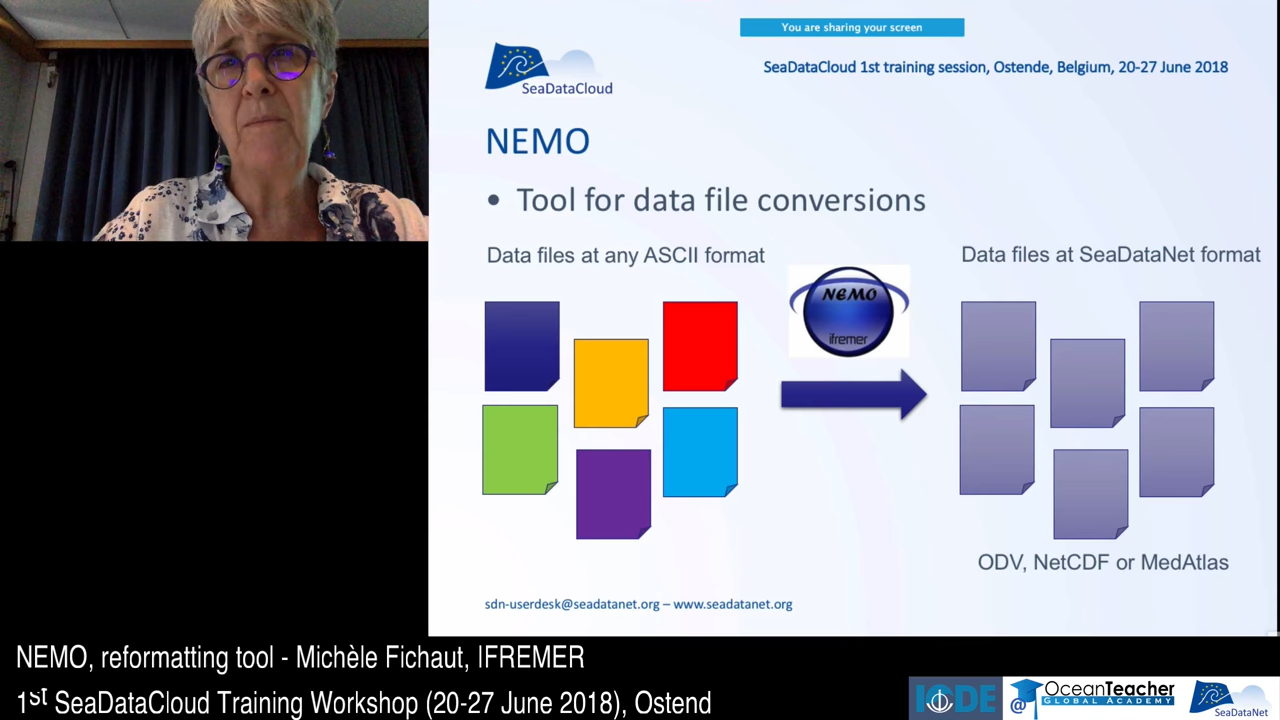 You are sharing your screen
SeaDataCloud
SeaDataCloud 1st training session, Ostende, Belgium, 20-27 June 2018
NEMO
• Tool for data file conversions
Data files at any ASCII format
Data files at SeaDataNet format
NEMO
ifremer
ODV, NetCDF or MedAtlas
sdn-userdesk@seadatanet.org – www.seadatanet.org
NEMO, reformatting tool - Michèle Fichaut, IFREMER
1st SeaDataCloud Training Workshop (20-27 June 2018), Ostend
IODE
@ OceanTeacher
GLOBAL ACADEMY
SeaDataNet